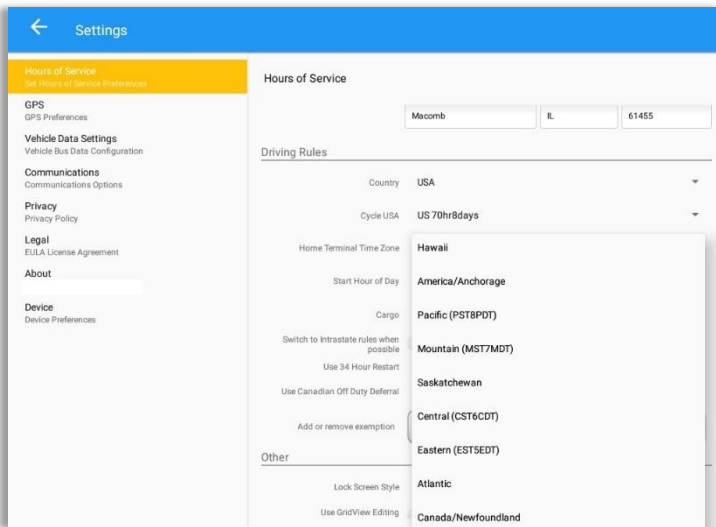 Settings
Hours of Service
Set Hours of Service Preferences
GPS
GPS Preferences
Vehicle Data Settings
Vehicle Bus Data Configuration
Communications
Communications Options
Privacy
Privacy Policy
Legal
EULA License Agreement
About
Device
Device Preferences
Hours of Service
Macomb IL 61455
Driving Rules
Country USA
Cycle USA US 70hr8days
Home Terminal Time Zone Hawaii
Start Hour of Day America/Anchorage
Cargo Pacific (PST8PDT)
Switch to Intrastate rules when
possible Mountain (MST7MDT)
Use 34 Hour Restart
Use Canadian Off Duty Deferral Saskatchewan
Add or remove exemption Central (CST6CDT)
Other Eastern (EST5EDT)
Lock Screen Style Atlantic
Use GridView Editing Canada/Newfoundland